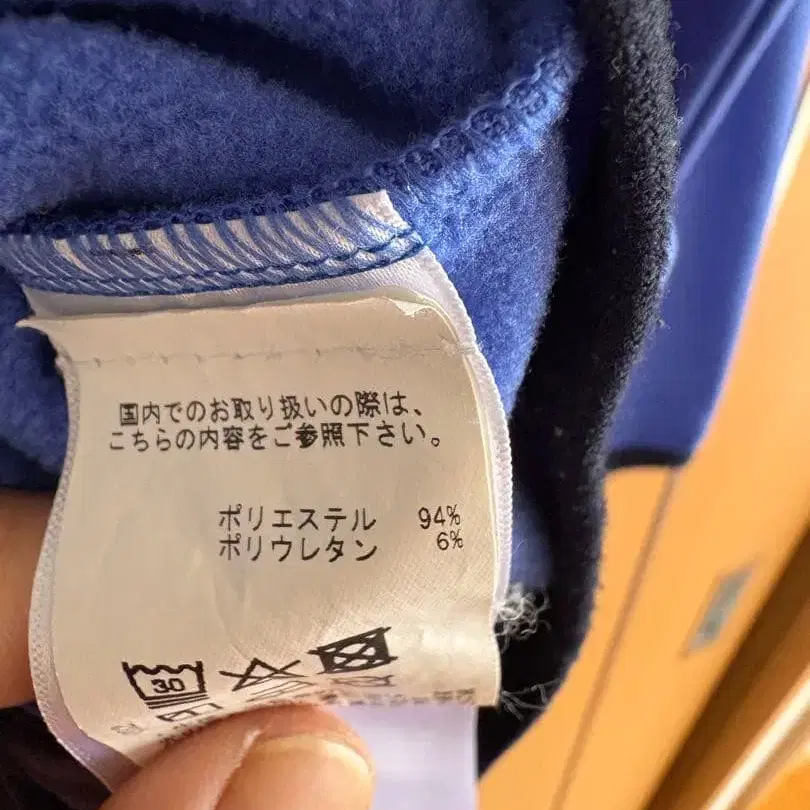 国内でのお取り扱いの際は、
こちらの内容をご参照下さい。
ポリエステル 94%
ポリウレタン 6%
30